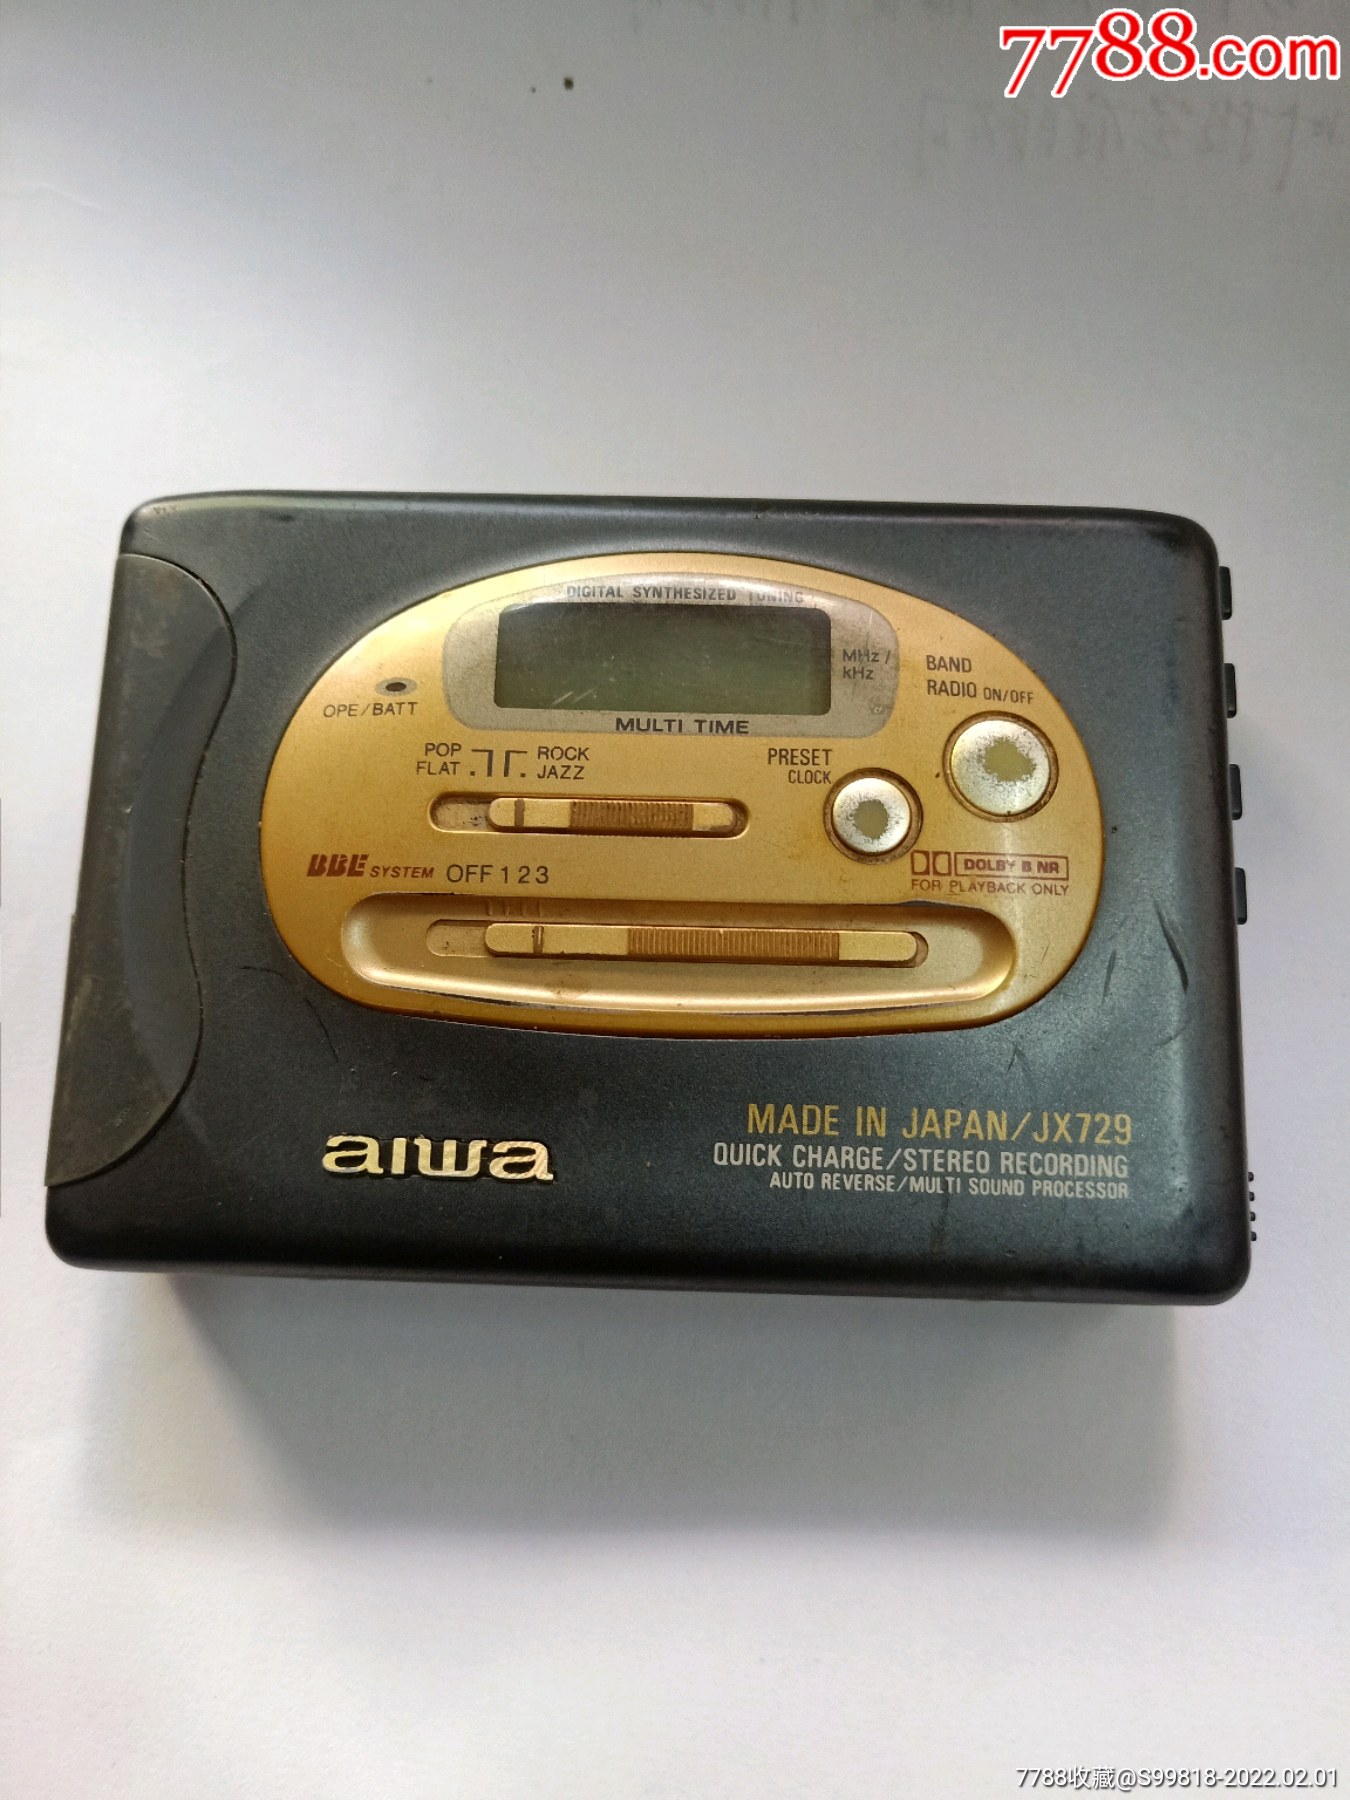 7788.com
DIGITAL SYNTHESIZED TUNING
MHz /
kHz
MULTI TIME
BAND
RADIO ON/OFF
OPE/BATT
POP ROCK
FLAT JAZZ
PRESET
CLOCK
BBE SYSTEM OFF 1 2 3
DOLBY B NR
FOR PLAYBACK ONLY
aiwa
MADE IN JAPAN/JX729
QUICK CHARGE/STEREO RECORDING
AUTO REVERSE/MULTI SOUND PROCESSOR
7788收藏@S99818-2022.02.01